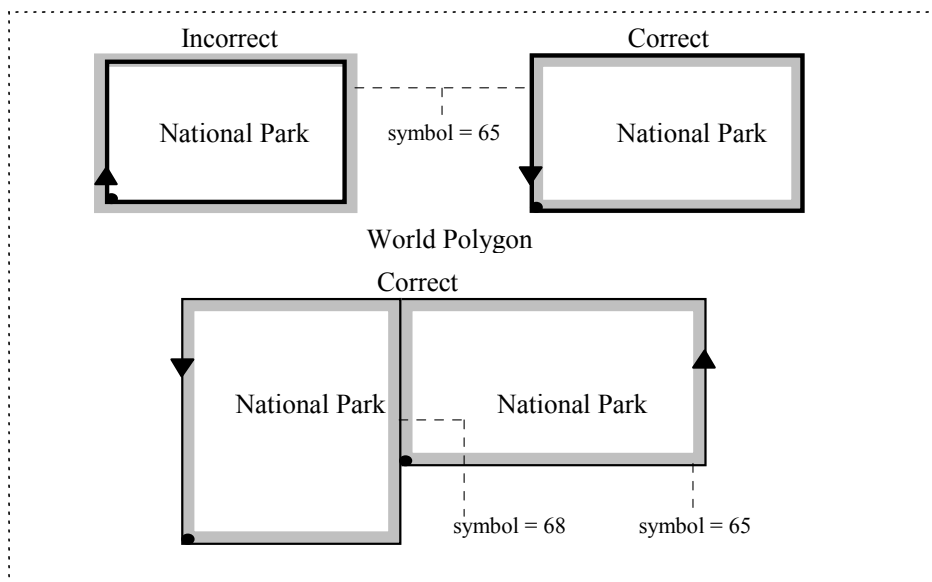 Incorrect
Correct
National Park
National Park
symbol = 65
World Polygon
Correct
National Park
National Park
symbol = 68
symbol = 65